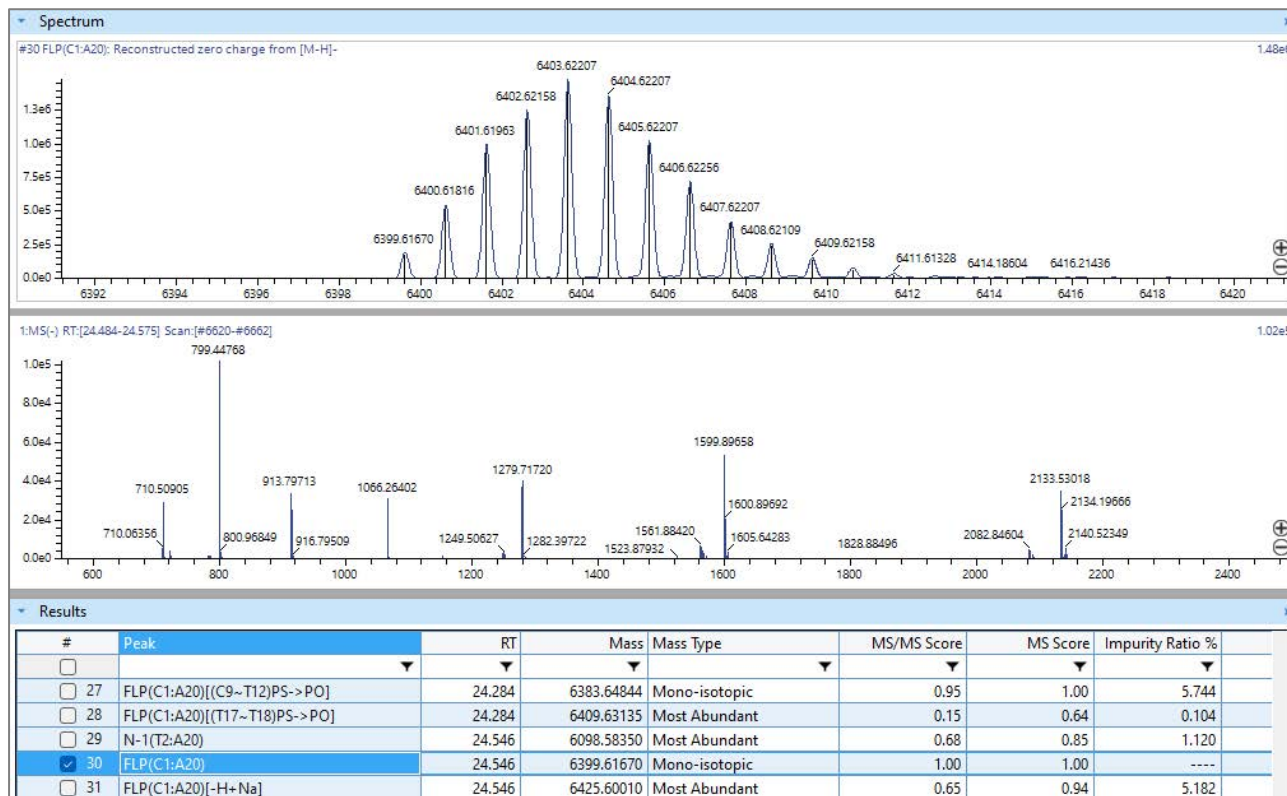 Spectrum
#30 FLP(C1:A20): Reconstructed zero charge from [M-H]-
1.48e6
6403.62207
6404.62207
6402.62158
1.3e6
6401.61963
6405.62207
1.0e6
6406.62256
7.5e5
6400.61816
6407.62207
5.0e5
6408.62109
6399.61670
6409.62158
2.5e5
6411.61328
6414.18604
6416.21436
0.0e0
6392 6394 6396 6398 6400 6402 6404 6406 6408 6410 6412 6414 6416 6418 6420
1:MS(-) RT:[24.484-24.575] Scan:[#6620-#6662]
1.02e5
799.44768
1.0e5
8.0e4
1599.89658
6.0e4
1279.71720
2133.53018
913.79713
1066.26402
710.50905
4.0e4
1600.89692
2134.19666
2.0e4
710.06356
800.96849
916.79509
1249.50627
1282.39722
1523.87932
1561.88420
1605.64283
1828.88496
2082.84604
2140.52349
0.0e0
600 800 1000 1200 1400 1600 1800 2000 2200 2400
Results
# Peak RT Mass Mass Type MS/MS Score MS Score Impurity Ratio %
27 FLP(C1:A20)[(C9~T12)PS->PO] 24.284 6383.64844 Mono-isotopic 0.95 1.00 5.744
28 FLP(C1:A20)[(T17~T18)PS->PO] 24.284 6409.63135 Most Abundant 0.15 0.64 0.104
29 N-1(T2:A20) 24.546 6098.58350 Most Abundant 0.68 0.85 1.120
30 FLP(C1:A20) 24.546 6399.61670 Mono-isotopic 1.00 1.00 ----
31 FLP(C1:A20)[-H+Na] 24.546 6425.60010 Most Abundant 0.65 0.94 5.182